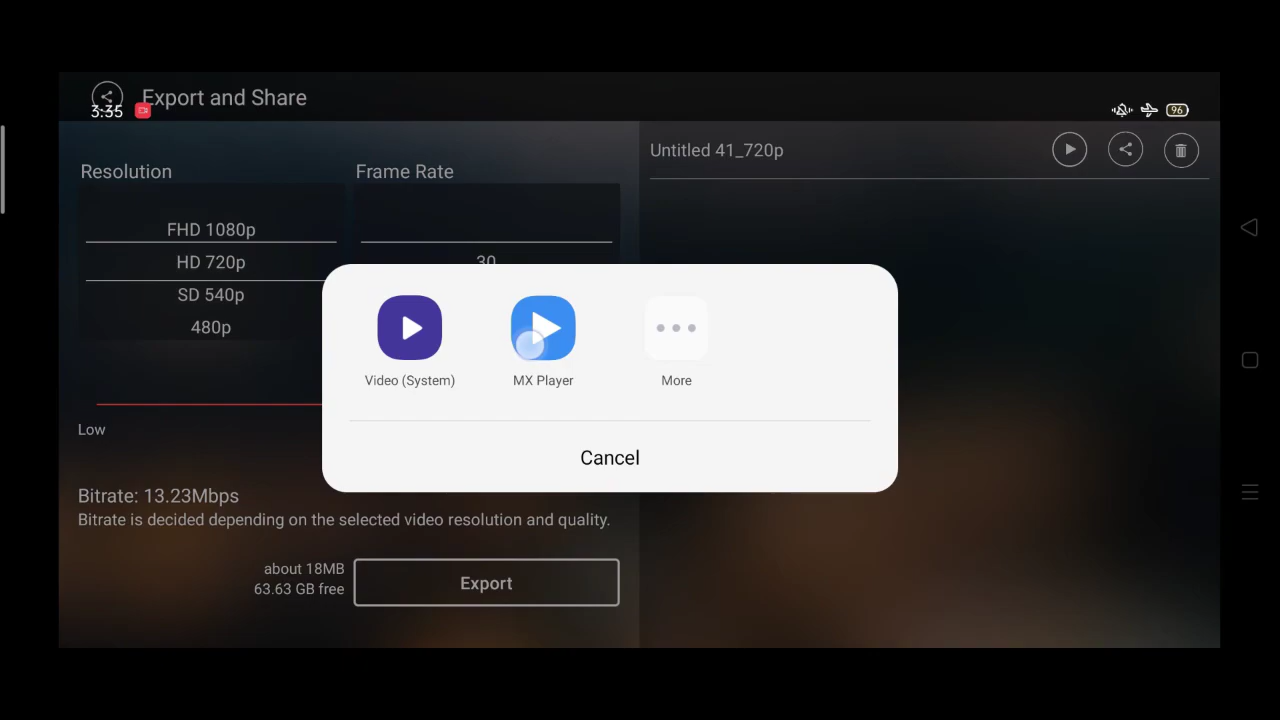 Export and Share
3:35
96
Resolution
Frame Rate
Untitled 41_720p
FHD 1080p
HD 720p
30
SD 540p
480p
Video (System)
MX Player
More
Low
Cancel
Bitrate: 13.23Mbps
Bitrate is decided depending on the selected video resolution and quality.
about 18MB
63.63 GB free
Export